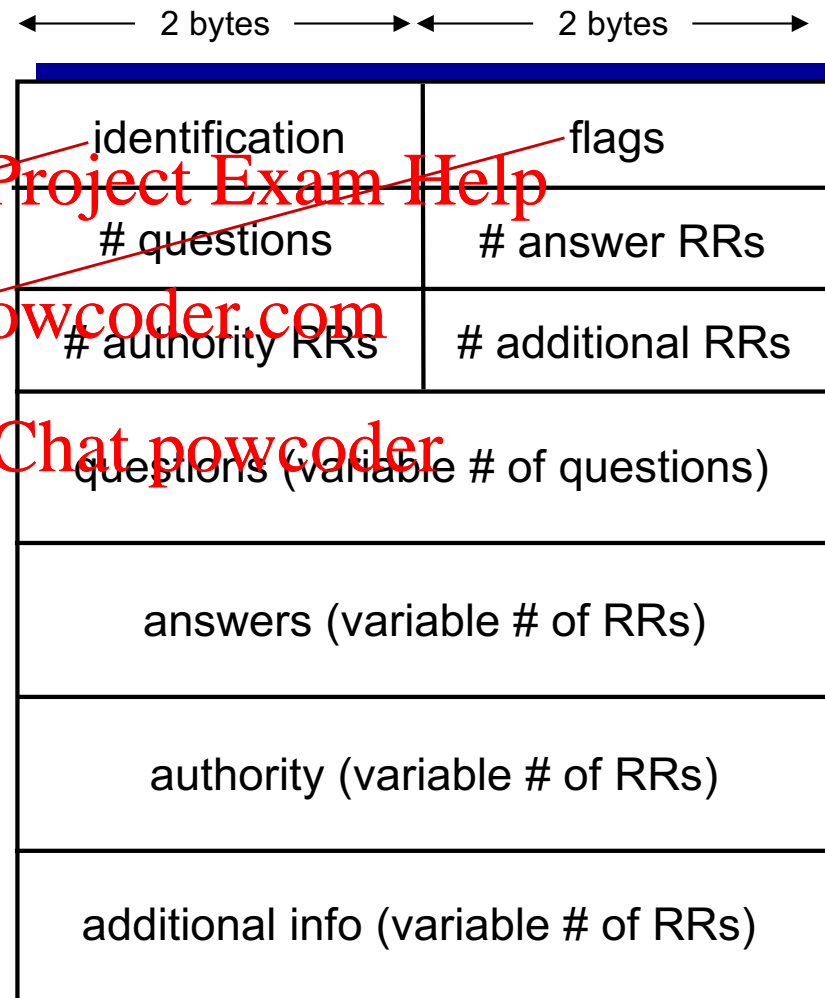 2 bytes 2 bytes
identification flags
Project Exam Help
# questions # answer RRs
powcoder.com
# authority RRs # additional RRs
Chat powcoder
questions (variable # of questions)
answers (variable # of RRs)
authority (variable # of RRs)
additional info (variable # of RRs)